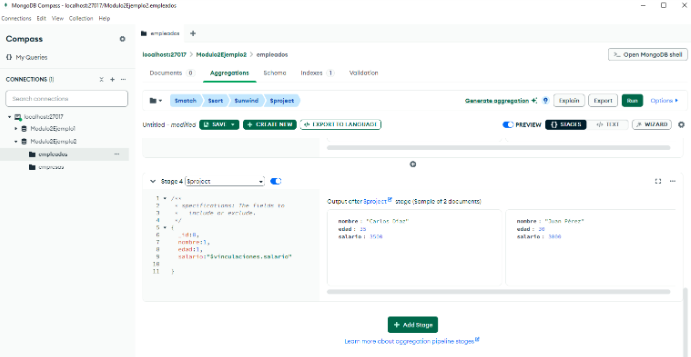 MongoDB Compass - localhost:27017/Modulo2Ejemplo2.empleados
Connections Edit View Collection Help
Compass
My Queries
CONNECTIONS (1)
Search connections
localhost:27017
Modulo2Ejemplo1
Modulo2Ejemplo2
empleados
empresas
empleados
localhost:27017 > Modulo2Ejemplo2 > empleados
Open MongoDB shell
Documents 0 Aggregations Schema Indexes 1 Validation
$match $sort $unwind $project
Generate aggregation Explain Export Run Options
Untitled - modified SAVE CREATE NEW EXPORT TO LANGUAGE
PREVIEW STAGES TEXT WIZARD
Stage 4 $project
1 /**
2 * specifications: The fields to
3 * include or exclude.
4 */
5 {
6 _id:0,
7 nombre:1,
8 edad:1,
9 salario:"$vinculaciones.salario"
10
11 }
Output after $project stage (Sample of 2 documents)
nombre : "Carlos Díaz"
edad : 35
salario : 3500
nombre : "Juan Pérez"
edad : 30
salario : 3000
Add Stage
Learn more about aggregation pipeline stages